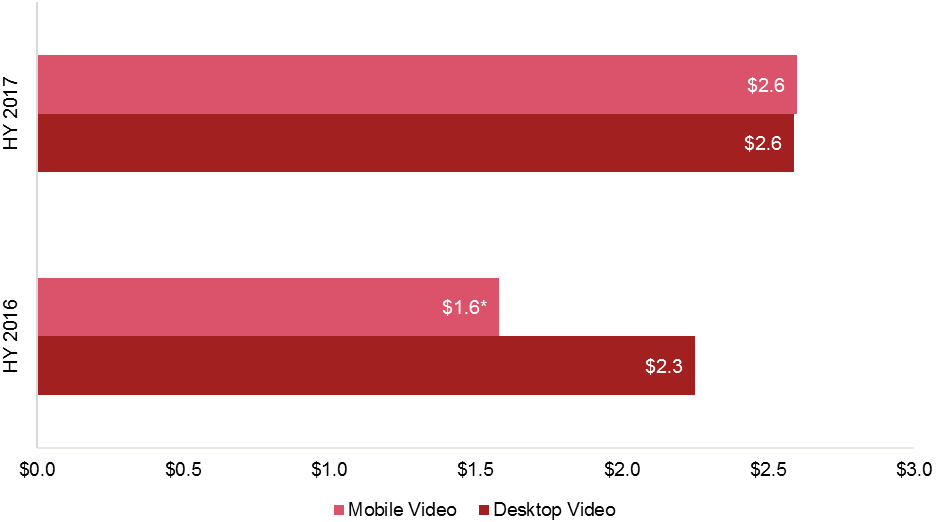 HY 2017
$2.6
$2.6
HY 2016
$1.6*
$2.3
$0.0 $0.5 $1.0 $1.5 $2.0 $2.5 $3.0
Mobile Video Desktop Video